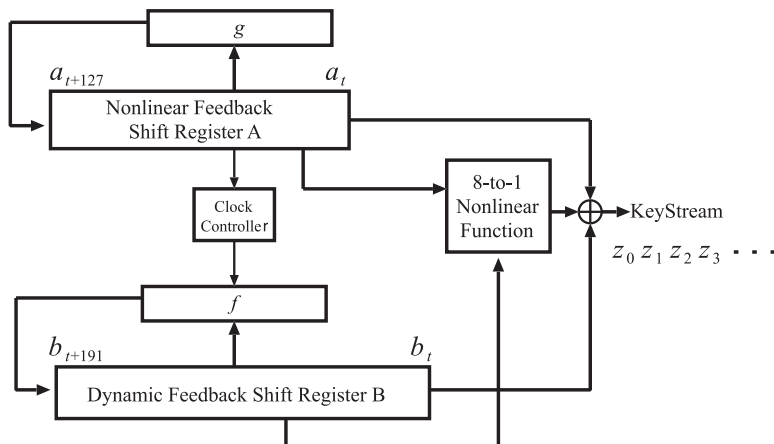 g
a_{t+127} a_t
Nonlinear Feedback
Shift Register A
8-to-1
Nonlinear
Function
Clock
Controller
KeyStream
z_0 z_1 z_2 z_3 · · ·
f
b_{t+191} b_t
Dynamic Feedback Shift Register B